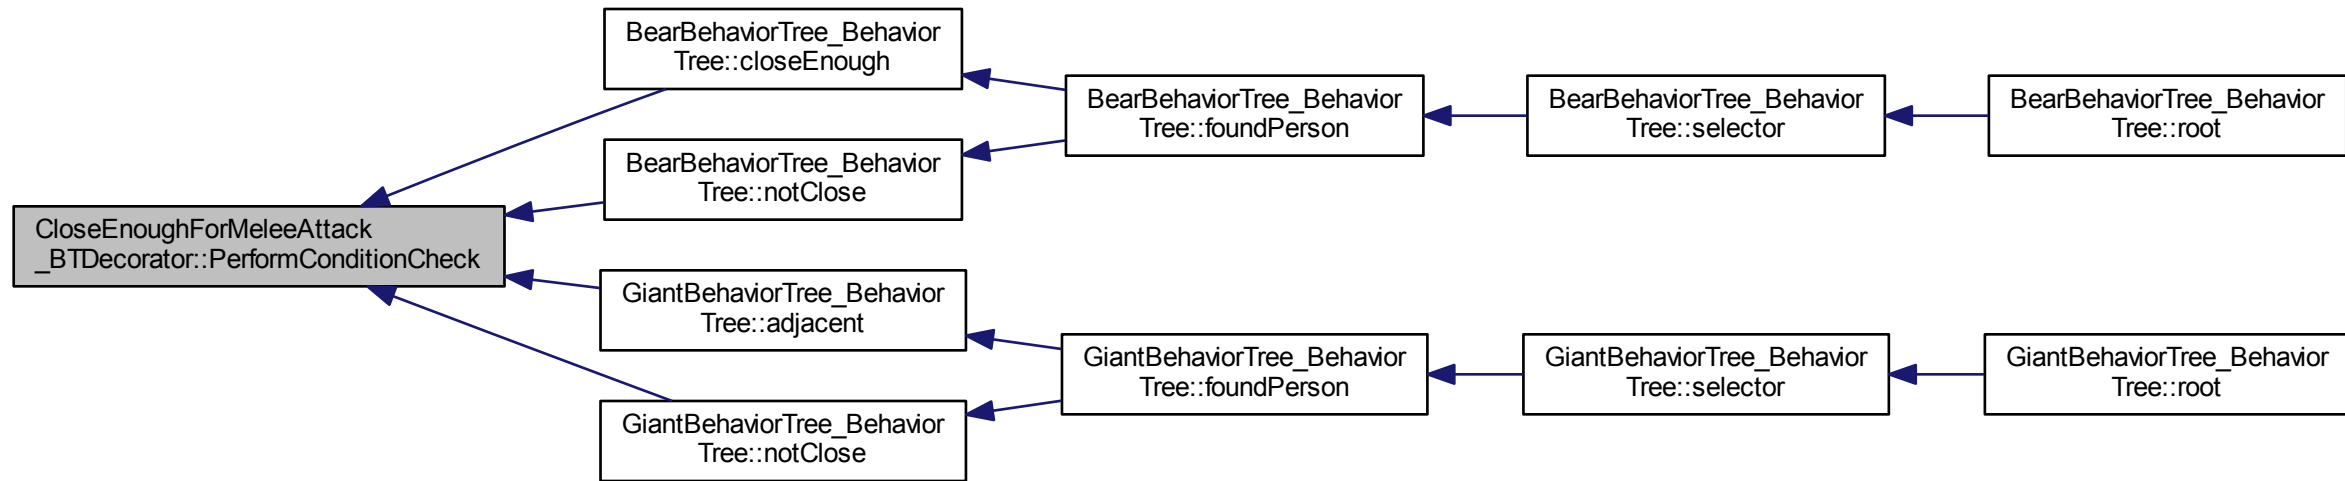 BearBehaviorTree_Behavior
Tree::closeEnough
BearBehaviorTree_Behavior
Tree::foundPerson
BearBehaviorTree_Behavior
Tree::selector
BearBehaviorTree_Behavior
Tree::root
BearBehaviorTree_Behavior
Tree::notClose
CloseEnoughForMeleeAttack
_BTDecorator::PerformConditionCheck
GiantBehaviorTree_Behavior
Tree::adjacent
GiantBehaviorTree_Behavior
Tree::foundPerson
GiantBehaviorTree_Behavior
Tree::selector
GiantBehaviorTree_Behavior
Tree::root
GiantBehaviorTree_Behavior
Tree::notClose